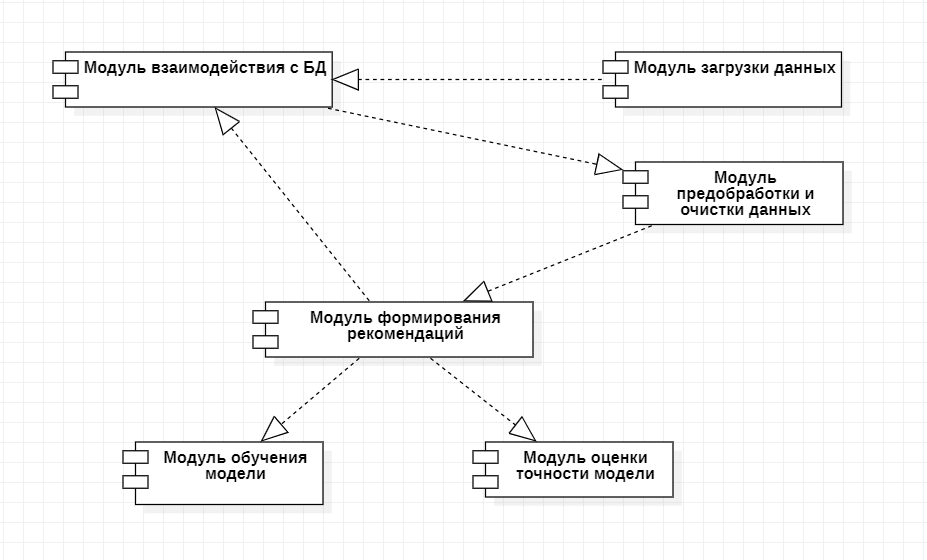 Модуль взаимодействия с БД
Модуль загрузки данных
Модуль
предобработки и
очистки данных
Модуль формирования
рекомендаций
Модуль обучения
модели
Модуль оценки
точности модели